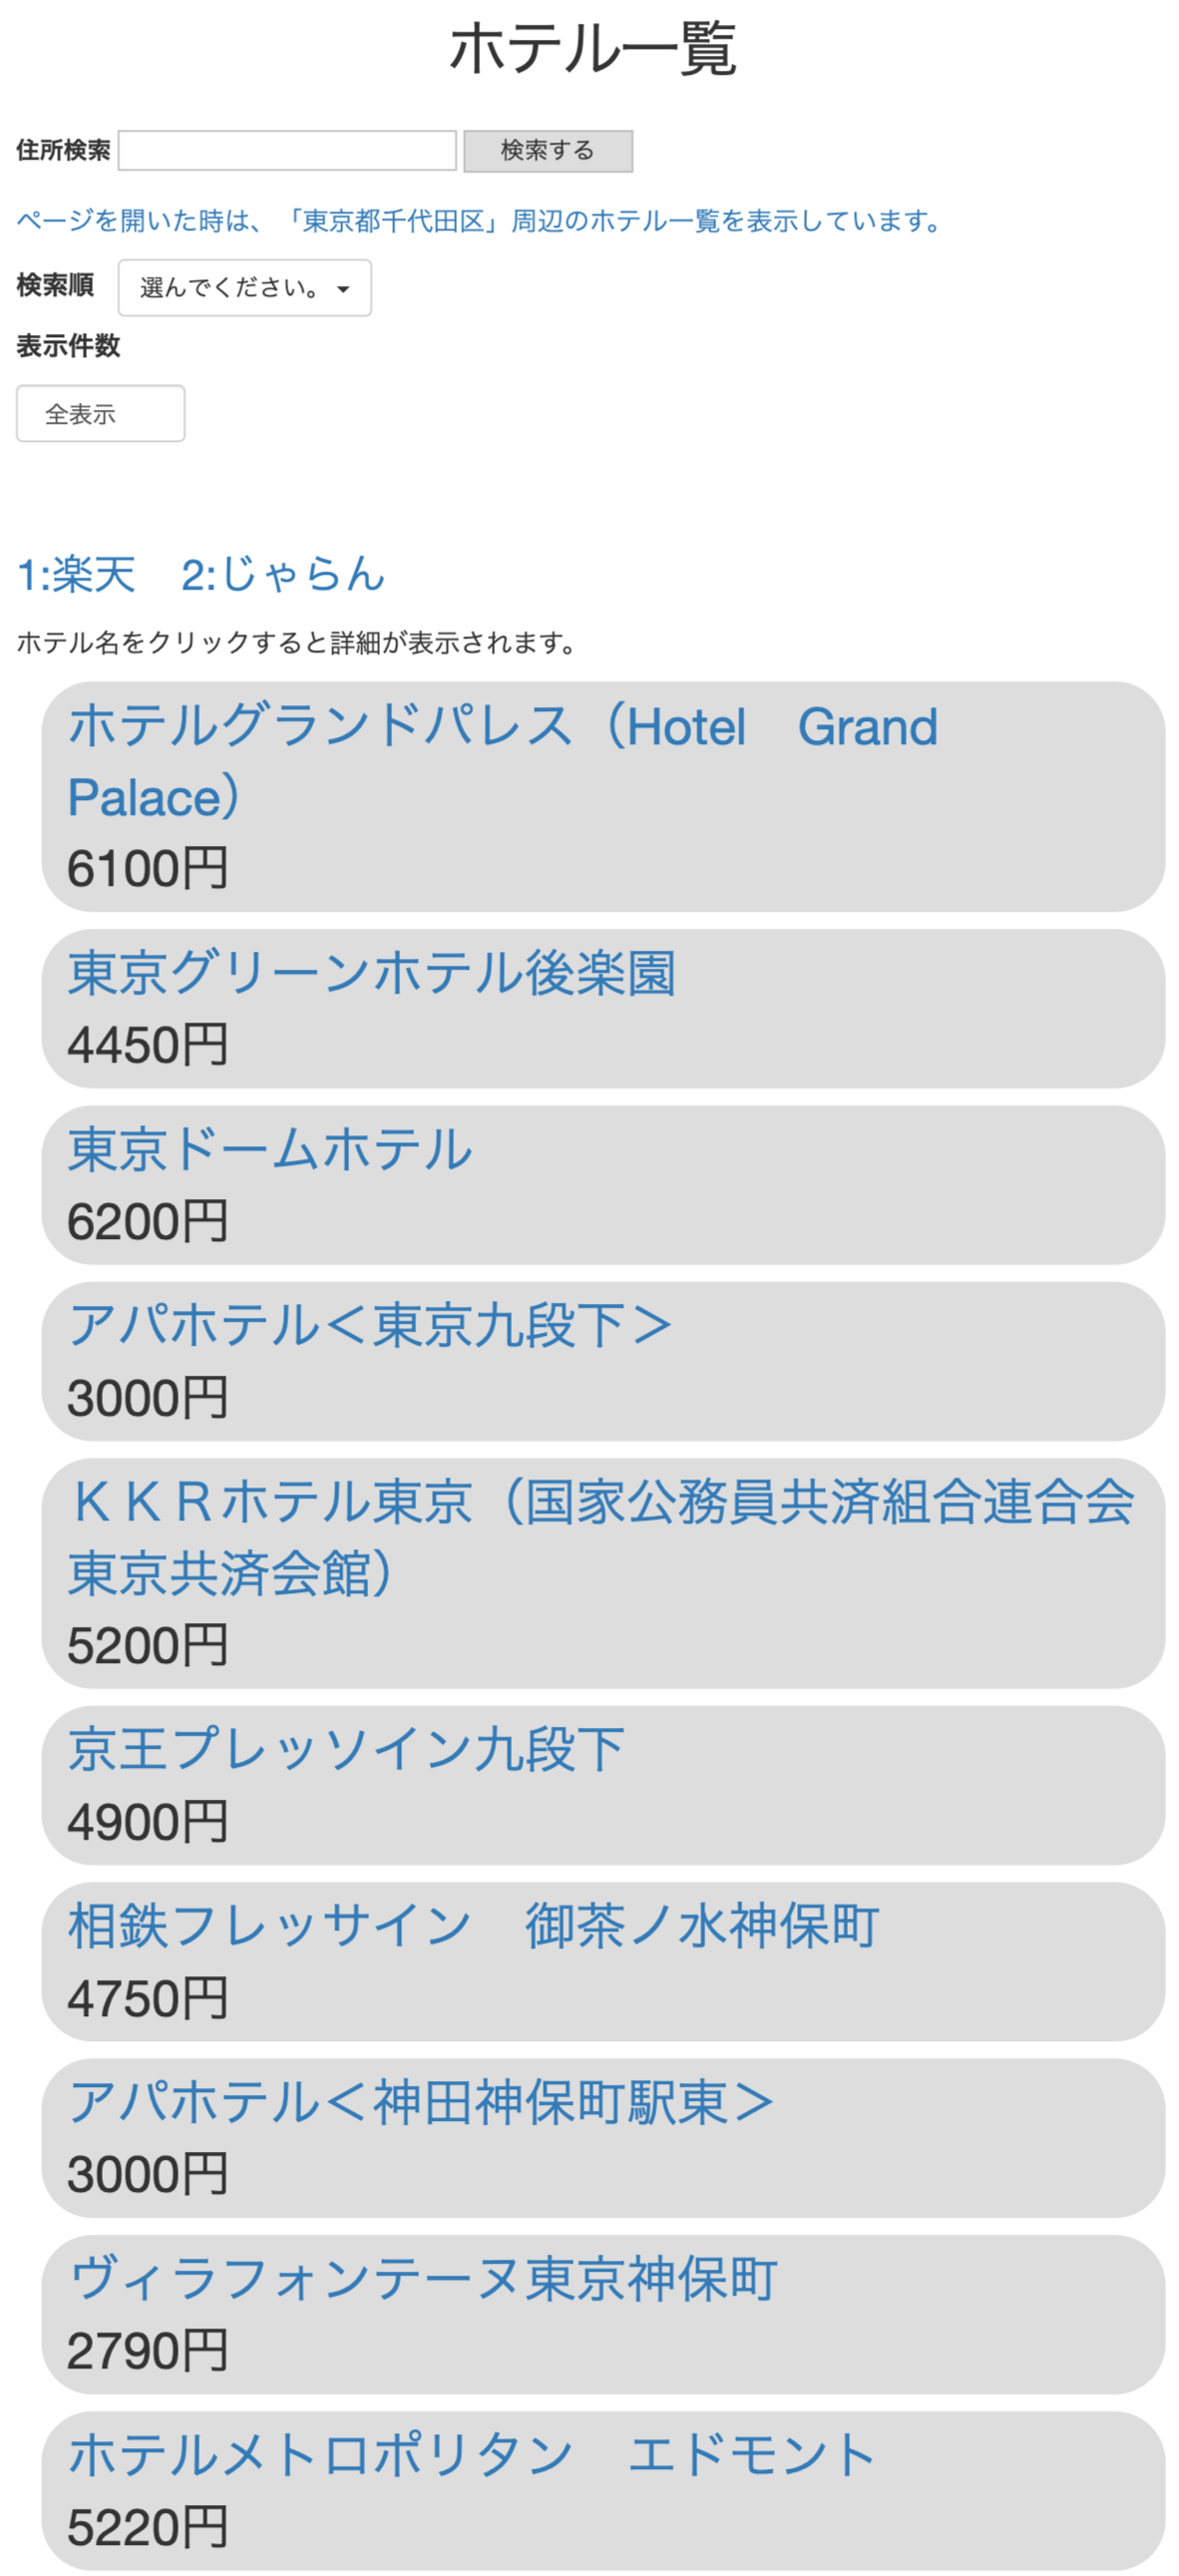 ホテル一覧
住所検索 検索する
ページを開いた時は、「東京都千代田区」周辺のホテル一覧を表示しています。
検索順 選んでください。
表示件数
全表示
1:楽天　2:じゃらん
ホテル名をクリックすると詳細が表示されます。
ホテルグランドパレス（Hotel　Grand
Palace）
6100円
東京グリーンホテル後楽園
4450円
東京ドームホテル
6200円
アパホテル＜東京九段下＞
3000円
ＫＫＲホテル東京（国家公務員共済組合連合会
東京共済会館）
5200円
京王プレッソイン九段下
4900円
相鉄フレッサイン　御茶ノ水神保町
4750円
アパホテル＜神田神保町駅東＞
3000円
ヴィラフォンテーヌ東京神保町
2790円
ホテルメトロポリタン　エドモント
5220円